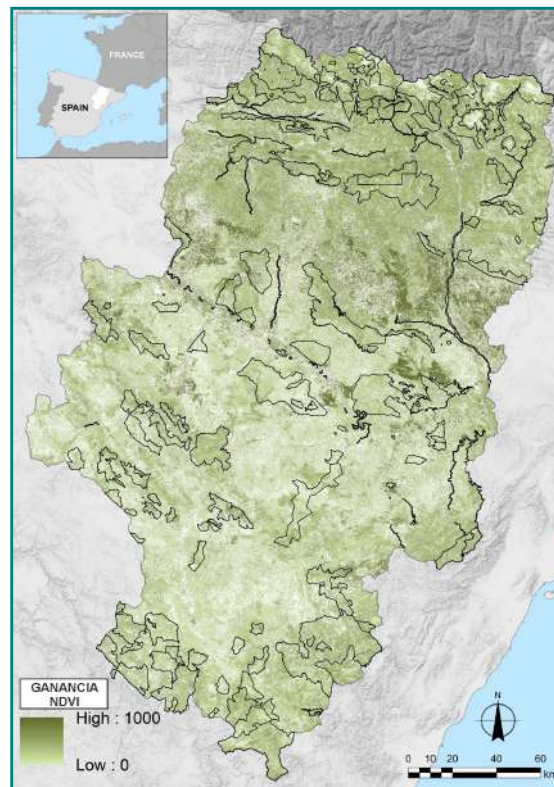 FRANCE
SPAIN
GANANCIA
NDVI
High : 1000
Low : 0
N
0 10 20 40 60
km